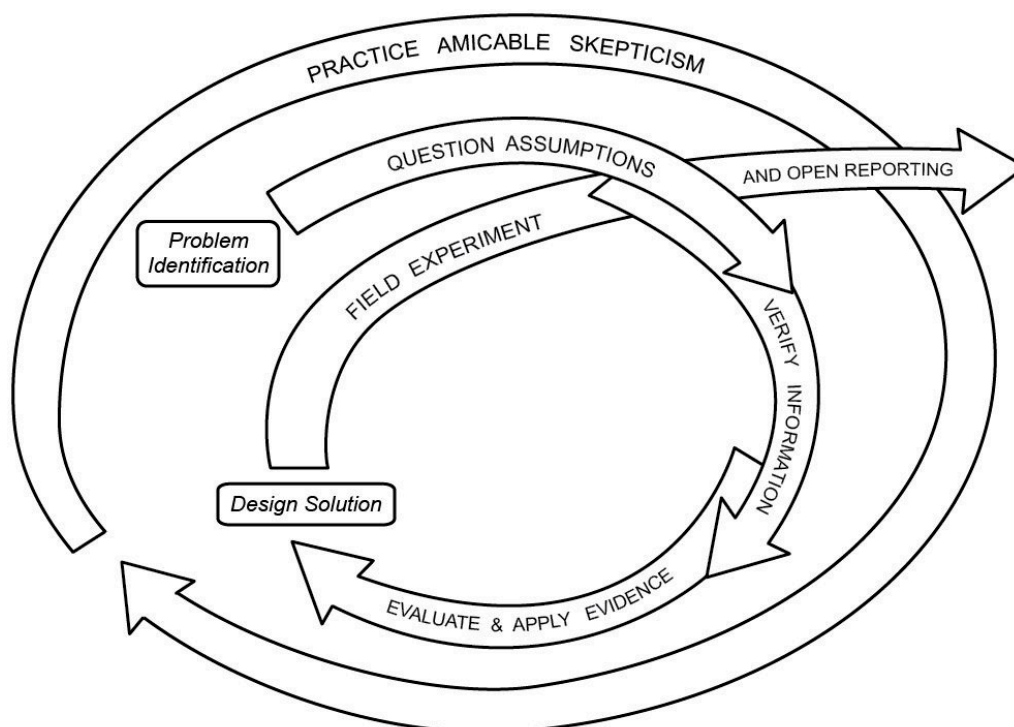 PRACTICE AMICABLE SKEPTICISM
QUESTION ASSUMPTIONS
AND OPEN REPORTING
Problem
Identification
FIELD EXPERIMENT
VERIFY INFORMATION
Design Solution
EVALUATE & APPLY EVIDENCE